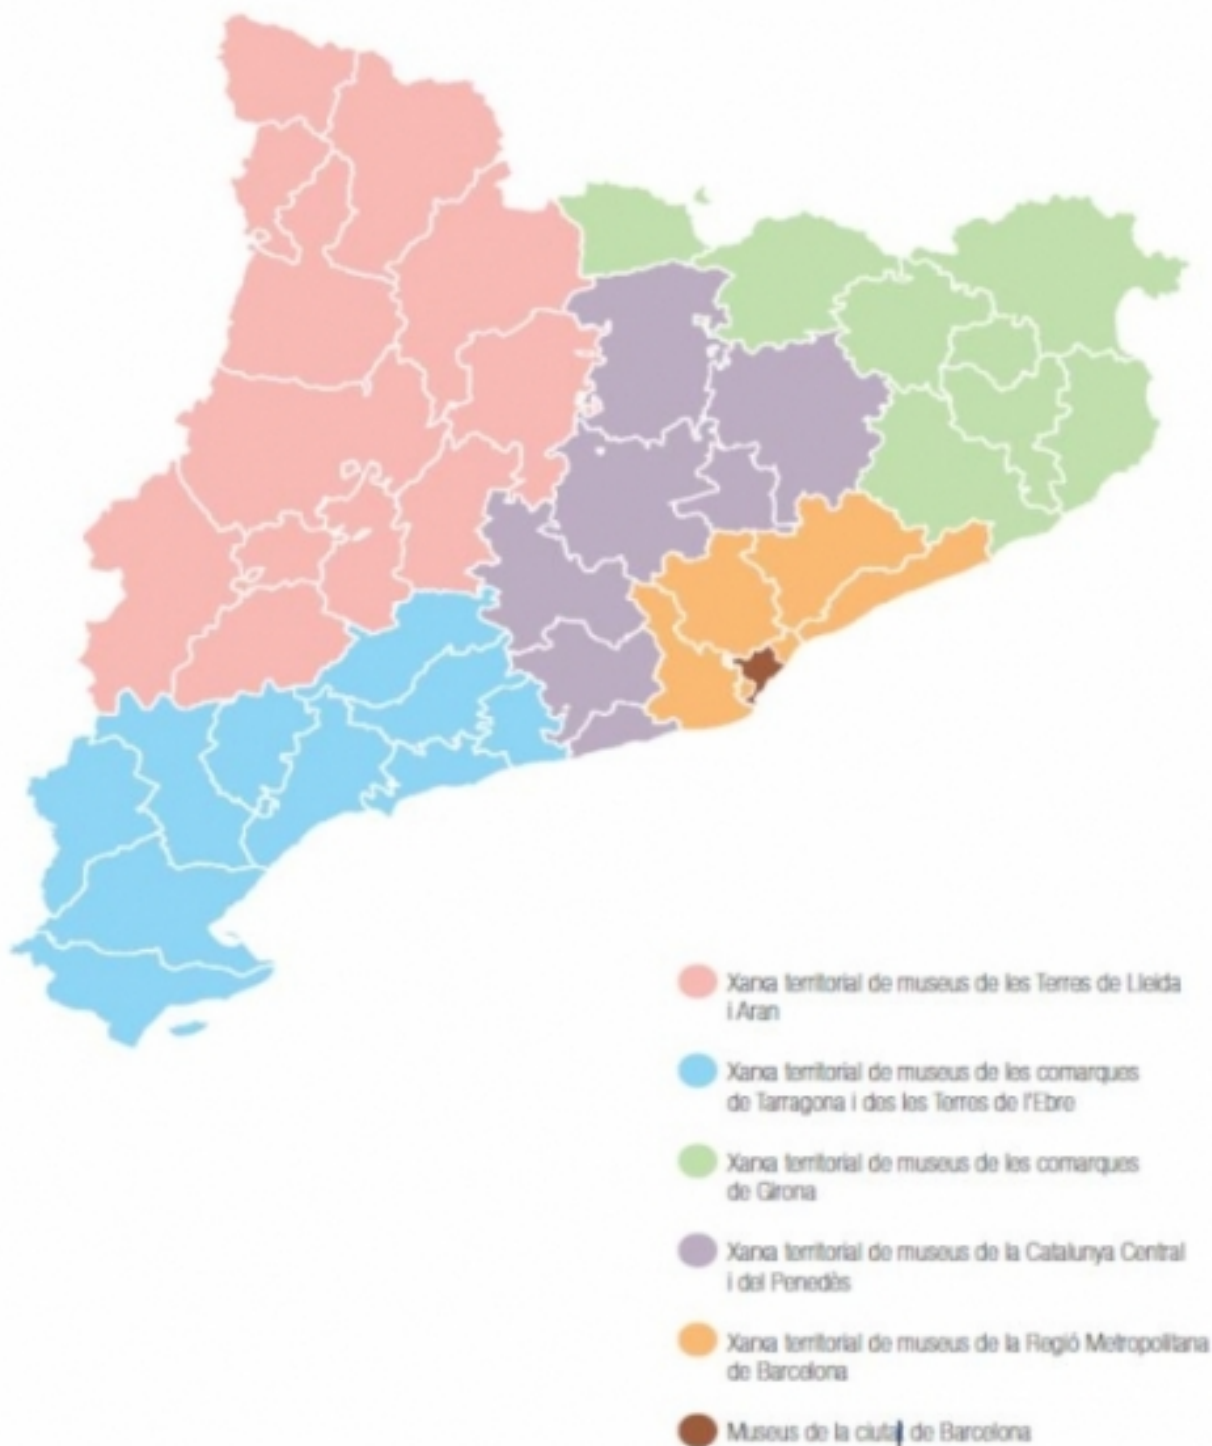 Xarxa territorial de museus de les Terres de Lleida
i Aran
Xarxa territorial de museus de les comarques
de Tarragona i des les Terres de l'Ebre
Xarxa territorial de museus de les comarques
de Girona
Xarxa territorial de museus de la Catalunya Central
i del Penedès
Xarxa territorial de museus de la Regió Metropolitana
de Barcelona
Museus de la ciutat de Barcelona